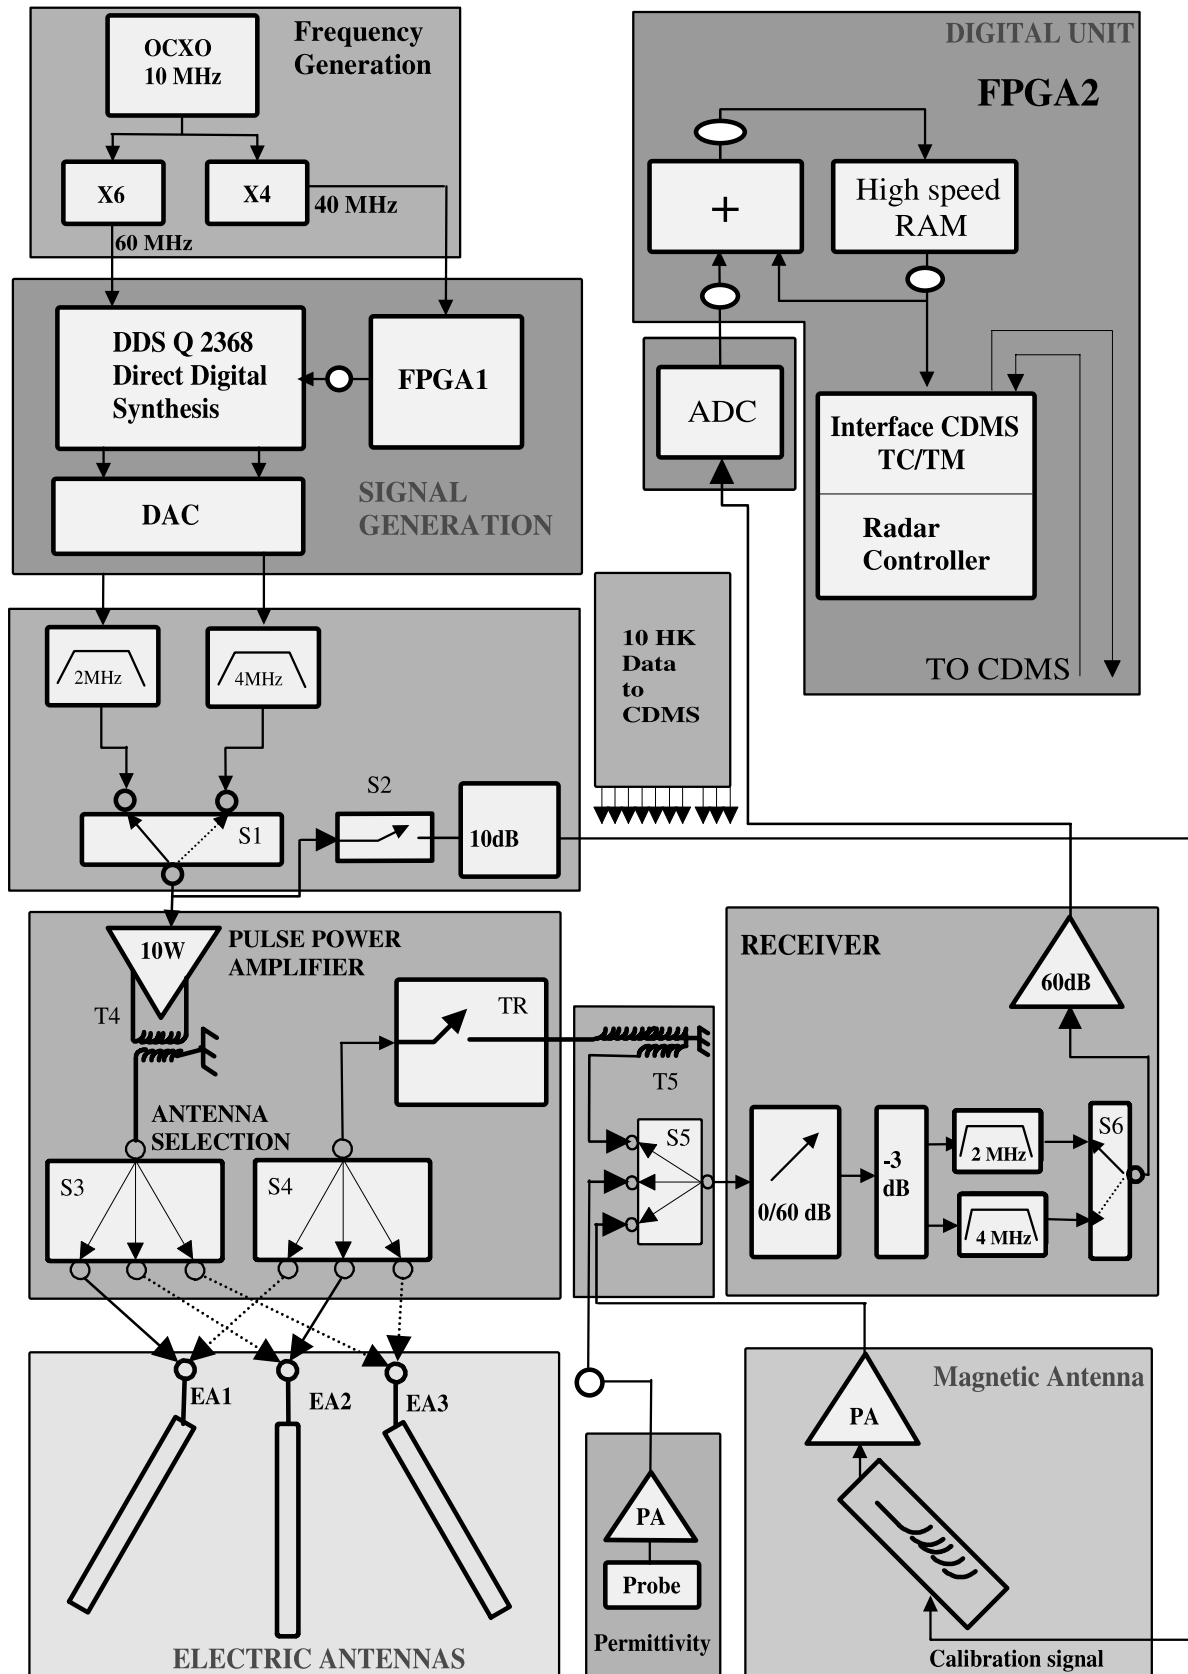 OCXO
10 MHz
Frequency
Generation
X6
X4
40 MHz
60 MHz
DDS Q 2368
Direct Digital
Synthesis
FPGA1
DAC
SIGNAL
GENERATION
2MHz
4MHz
S1
S2
10dB
10 HK
Data
to
CDMS
DIGITAL UNIT
FPGA2
+
High speed
RAM
ADC
Interface CDMS
TC/TM
Radar
Controller
TO CDMS
10W
PULSE POWER
AMPLIFIER
T4
TR
ANTENNA
SELECTION
S3
S4
T5
S5
RECEIVER
60dB
0/60 dB
-3
dB
2 MHz
4 MHz
S6
EA1
EA2
EA3
ELECTRIC ANTENNAS
PA
Probe
Permittivity
Magnetic Antenna
PA
Calibration signal